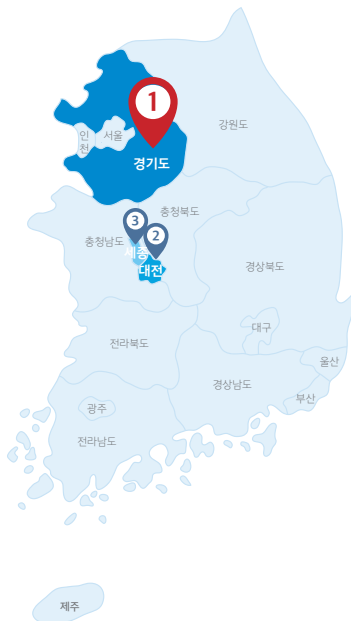 1
강원도
인
천
서울
경기도
충청북도
3
2
충청남도
세종
대전
경상북도
대구
전라북도
울산
경상남도
부산
광주
전라남도
제주